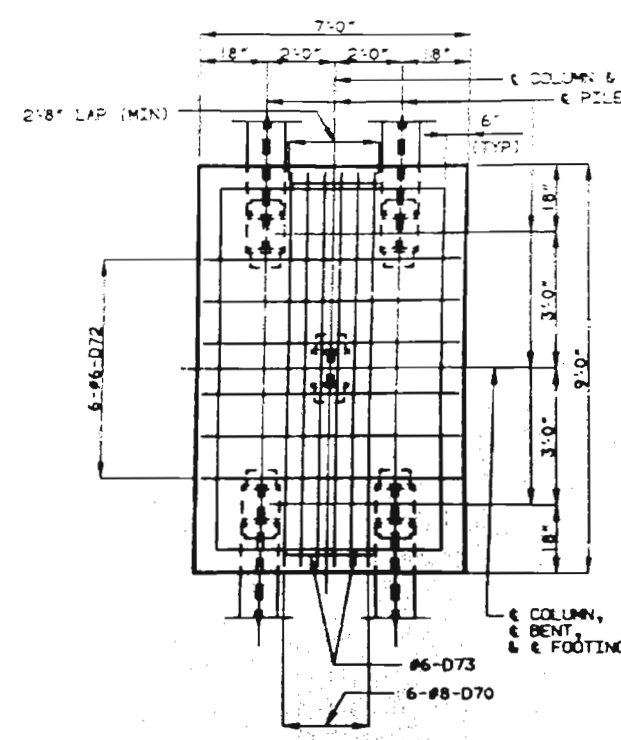 7'-0"
18" 2'-0" 2'-0" 18"
℄ COLUMN &
℄ PILE
2'-8" LAP (MIN)
6"
(TYP)
18"
3'-0"
9'-0"
3'-0"
18"
6-#6-D72
℄ COLUMN,
℄ BENT,
& ℄ FOOTING
#6-D73
6-#8-D70